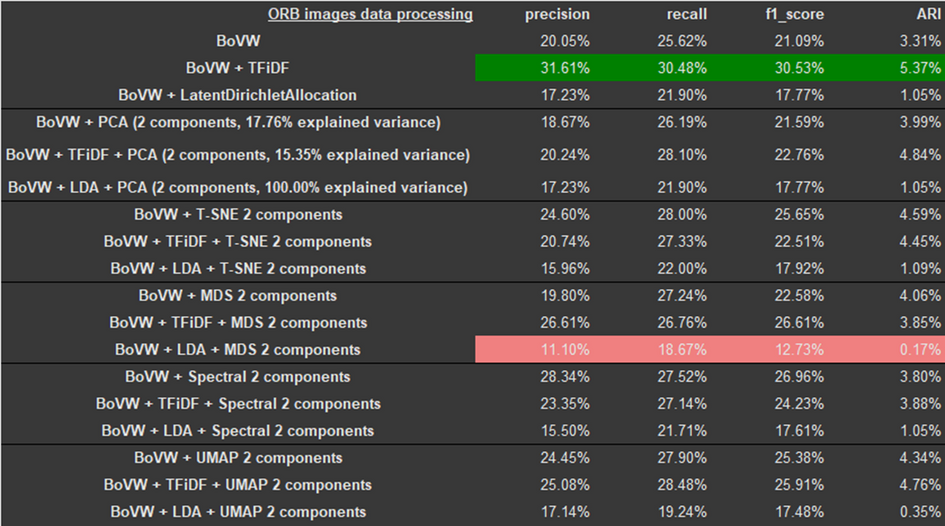 ORB images data processing precision recall f1_score ARI
BoVW 20.05% 25.62% 21.09% 3.31%
BoVW + TFiDF 31.61% 30.48% 30.53% 5.37%
BoVW + LatentDirichletAllocation 17.23% 21.90% 17.77% 1.05%
BoVW + PCA (2 components, 17.76% explained variance) 18.67% 26.19% 21.59% 3.99%
BoVW + TFiDF + PCA (2 components, 15.35% explained variance) 20.24% 28.10% 22.76% 4.84%
BoVW + LDA + PCA (2 components, 100.00% explained variance) 17.23% 21.90% 17.77% 1.05%
BoVW + T-SNE 2 components 24.60% 28.00% 25.65% 4.59%
BoVW + TFiDF + T-SNE 2 components 20.74% 27.33% 22.51% 4.45%
BoVW + LDA + T-SNE 2 components 15.96% 22.00% 17.92% 1.09%
BoVW + MDS 2 components 19.80% 27.24% 22.58% 4.06%
BoVW + TFiDF + MDS 2 components 26.61% 26.76% 26.61% 3.85%
BoVW + LDA + MDS 2 components 11.10% 18.67% 12.73% 0.17%
BoVW + Spectral 2 components 28.34% 27.52% 26.96% 3.80%
BoVW + TFiDF + Spectral 2 components 23.35% 27.14% 24.23% 3.88%
BoVW + LDA + Spectral 2 components 15.50% 21.71% 17.61% 1.05%
BoVW + UMAP 2 components 24.45% 27.90% 25.38% 4.34%
BoVW + TFiDF + UMAP 2 components 25.08% 28.48% 25.91% 4.76%
BoVW + LDA + UMAP 2 components 17.14% 19.24% 17.48% 0.35%